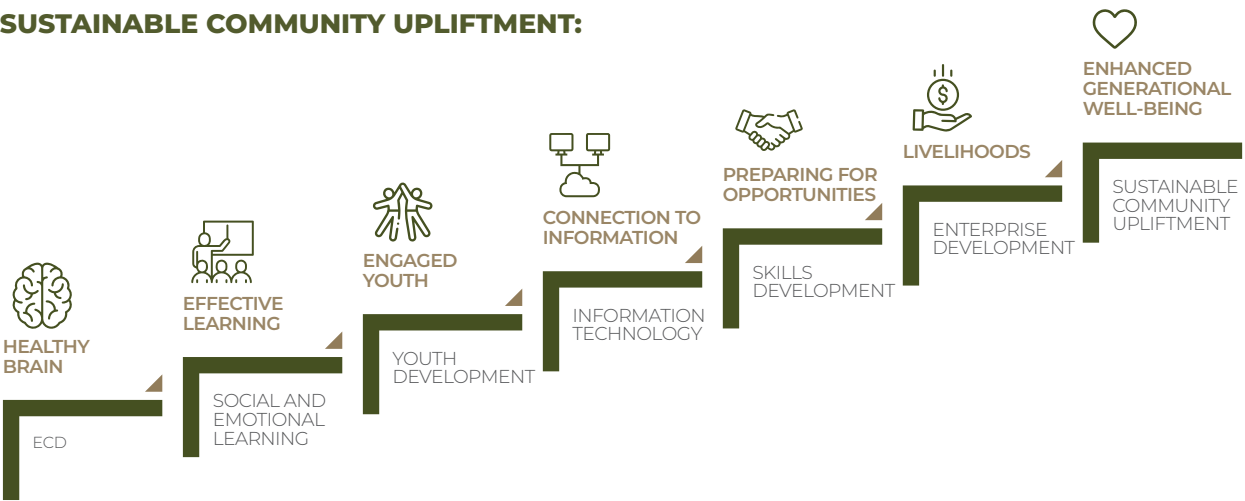 SUSTAINABLE COMMUNITY UPLIFTMENT:
HEALTHY
BRAIN
ECD
EFFECTIVE
LEARNING
SOCIAL AND
EMOTIONAL
LEARNING
ENGAGED
YOUTH
YOUTH
DEVELOPMENT
CONNECTION TO
INFORMATION
INFORMATION
TECHNOLOGY
PREPARING FOR
OPPORTUNITIES
SKILLS
DEVELOPMENT
$
LIVELIHOODS
ENTERPRISE
DEVELOPMENT
ENHANCED
GENERATIONAL
WELL-BEING
SUSTAINABLE
COMMUNITY
UPLIFTMENT